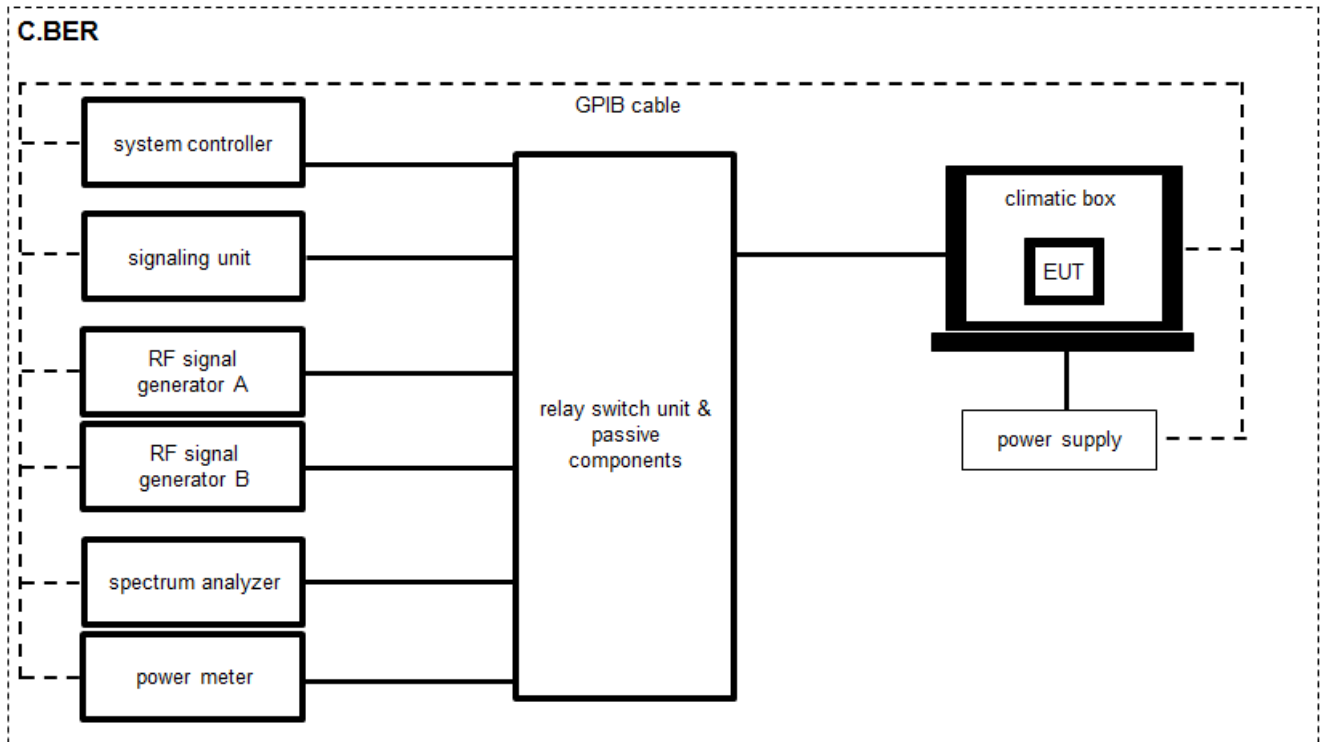 C.BER
GPIB cable
system controller
signaling unit
RF signal
generator A
RF signal
generator B
spectrum analyzer
power meter
relay switch unit &
passive
components
climatic box
EUT
power supply